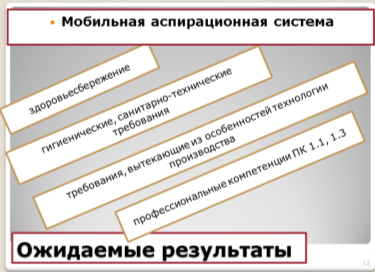 • Мобильная аспирационная система
здоровьесбережение
гигиенические, санитарно-технические
требования
требования, вытекающие из особенностей технологии
производства
профессиональные компетенции ПК 1.1, 1.3
Ожидаемые результаты
12